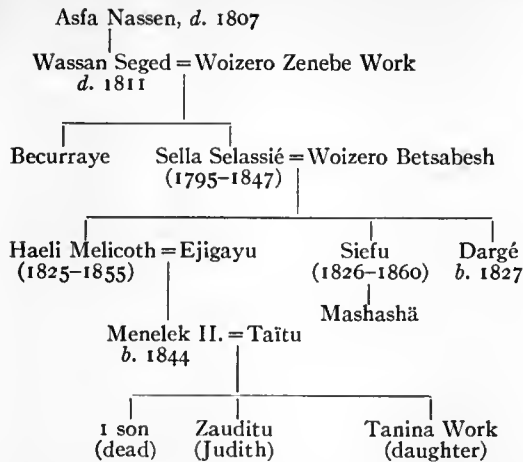 Asfa Nassen, d. 1807
Wassan Seged = Woizero Zenebe Work
d. 1811
Becurraye Sella Selassié = Woizero Betsabesh
(1795–1847)
Haeli Melicoth = Ejigayu Siefu Dargé
(1825–1855) (1826–1860) b. 1827
Mashashä
Menelek II. = Taïtu
b. 1844
1 son Zauditu Tanina Work
(dead) (Judith) (daughter)